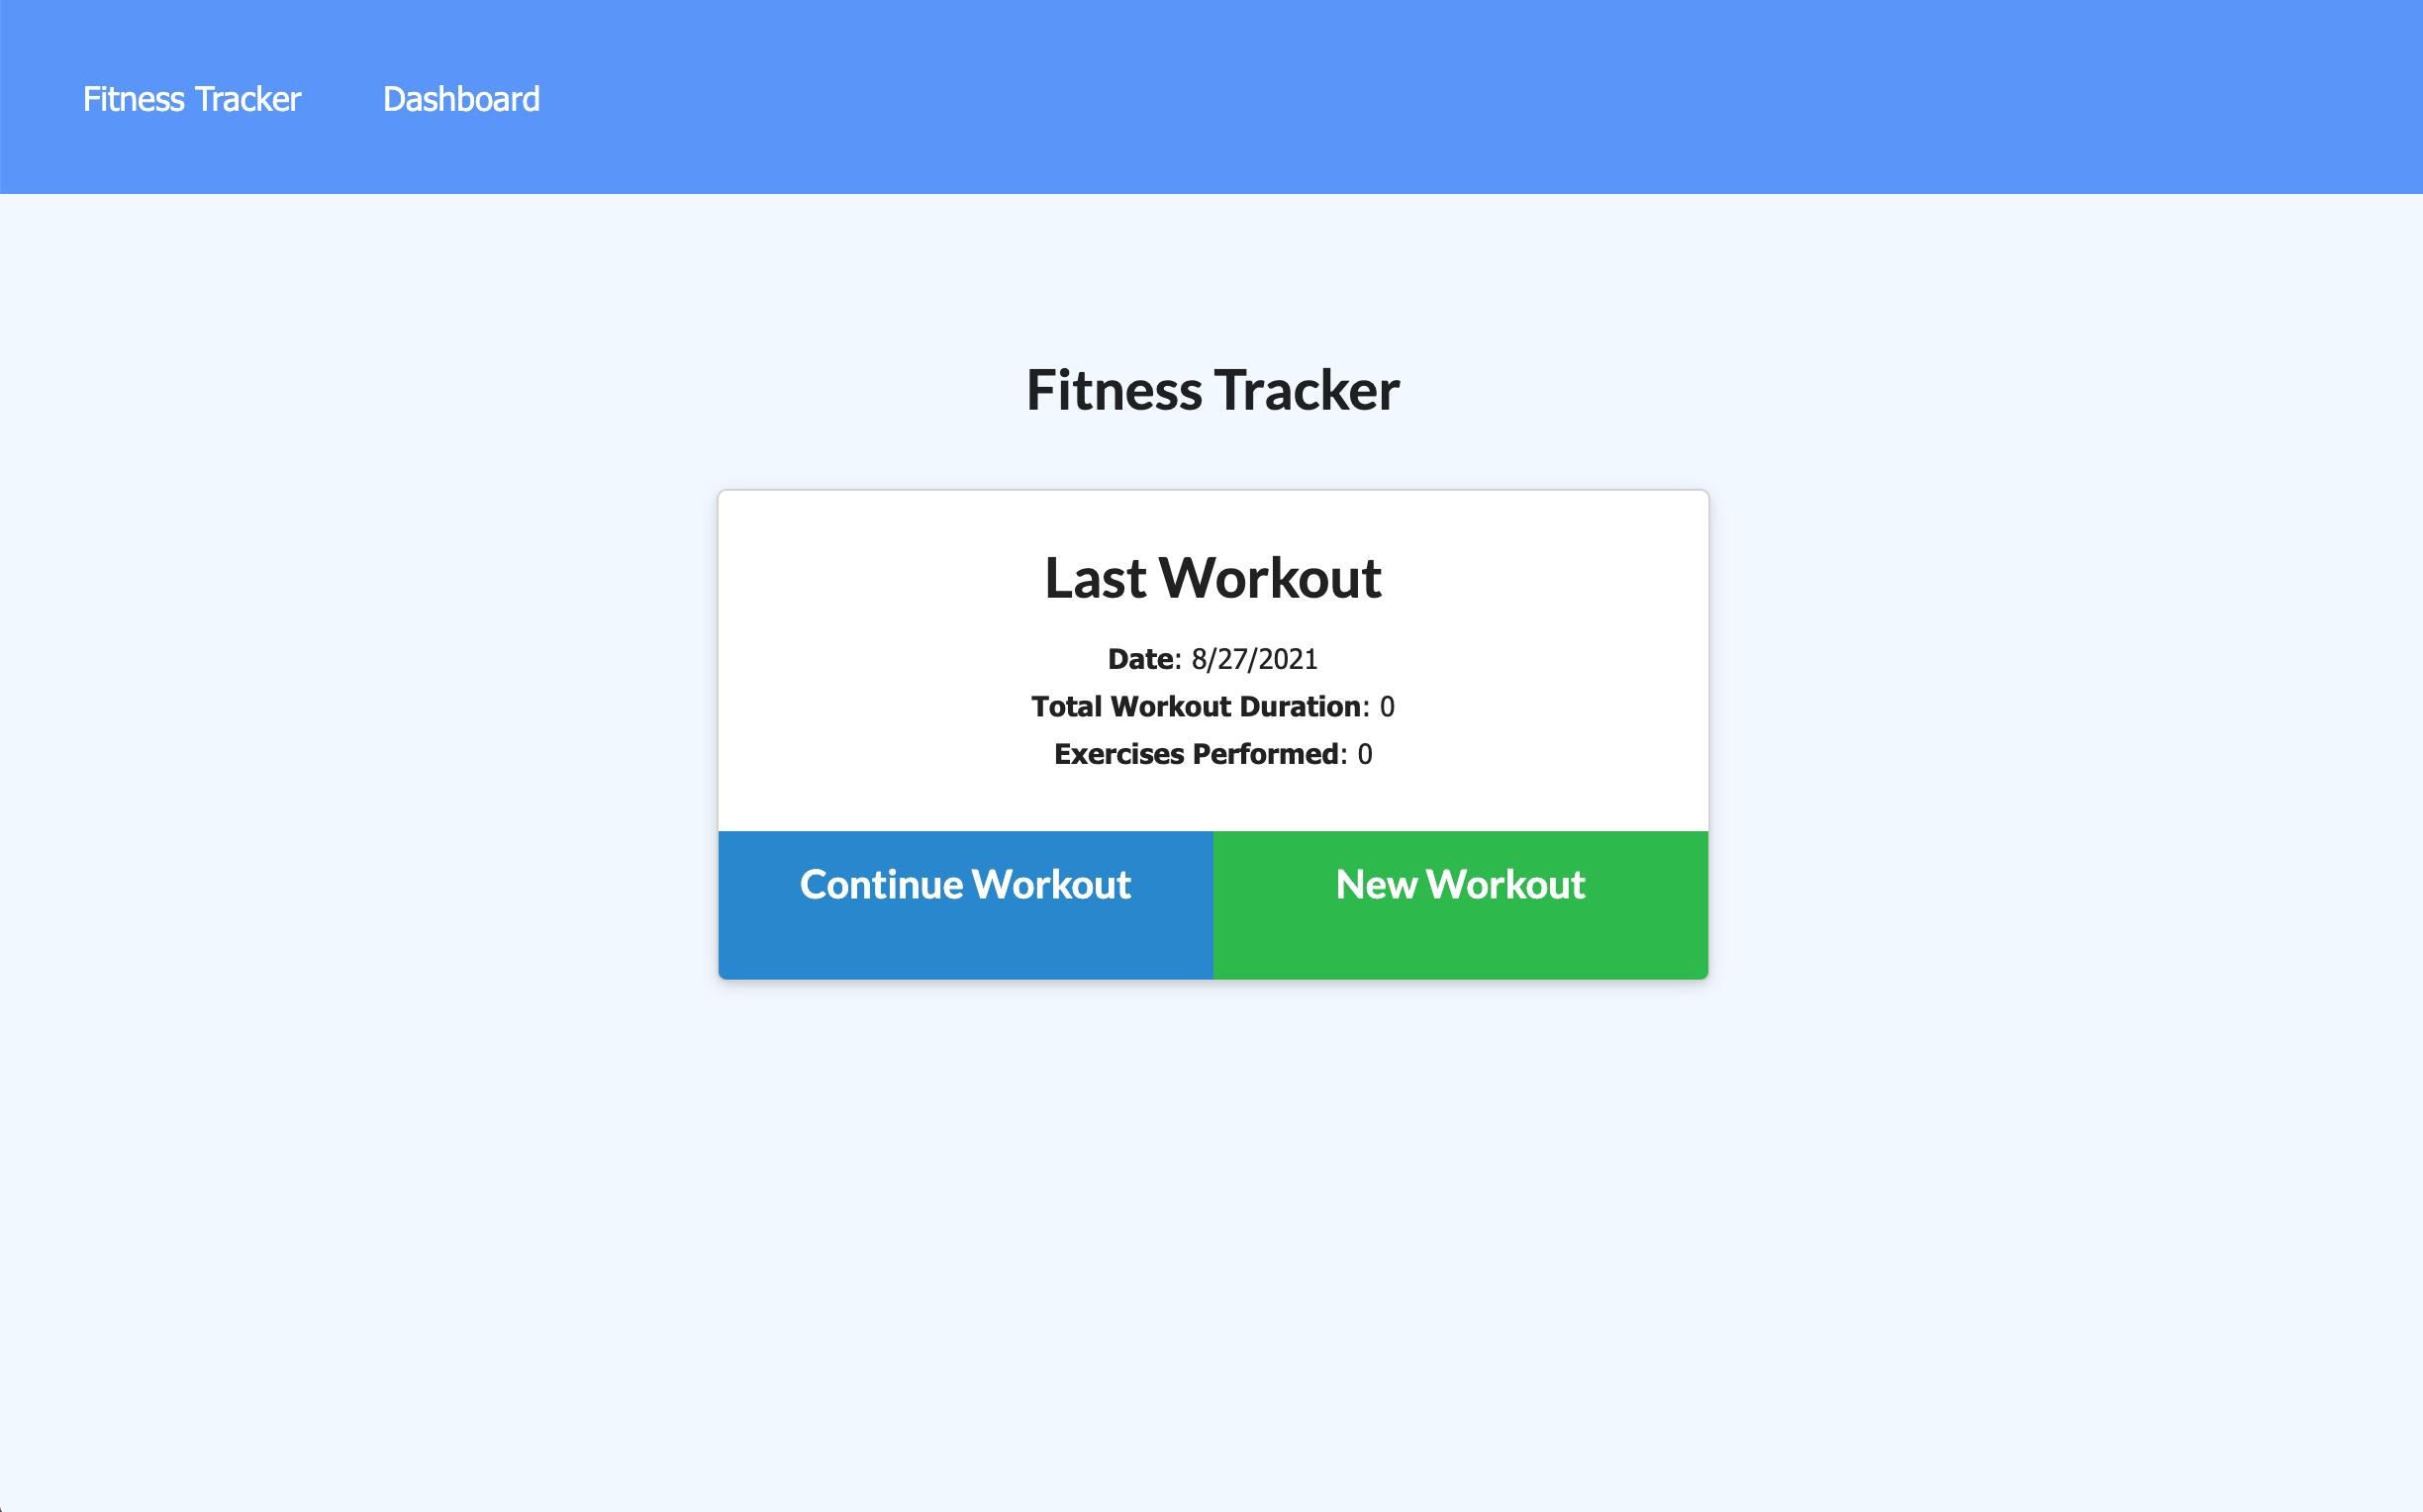 Fitness Tracker Dashboard
Fitness Tracker
Last Workout
Date: 8/27/2021
Total Workout Duration: 0
Exercises Performed: 0
Continue Workout New Workout